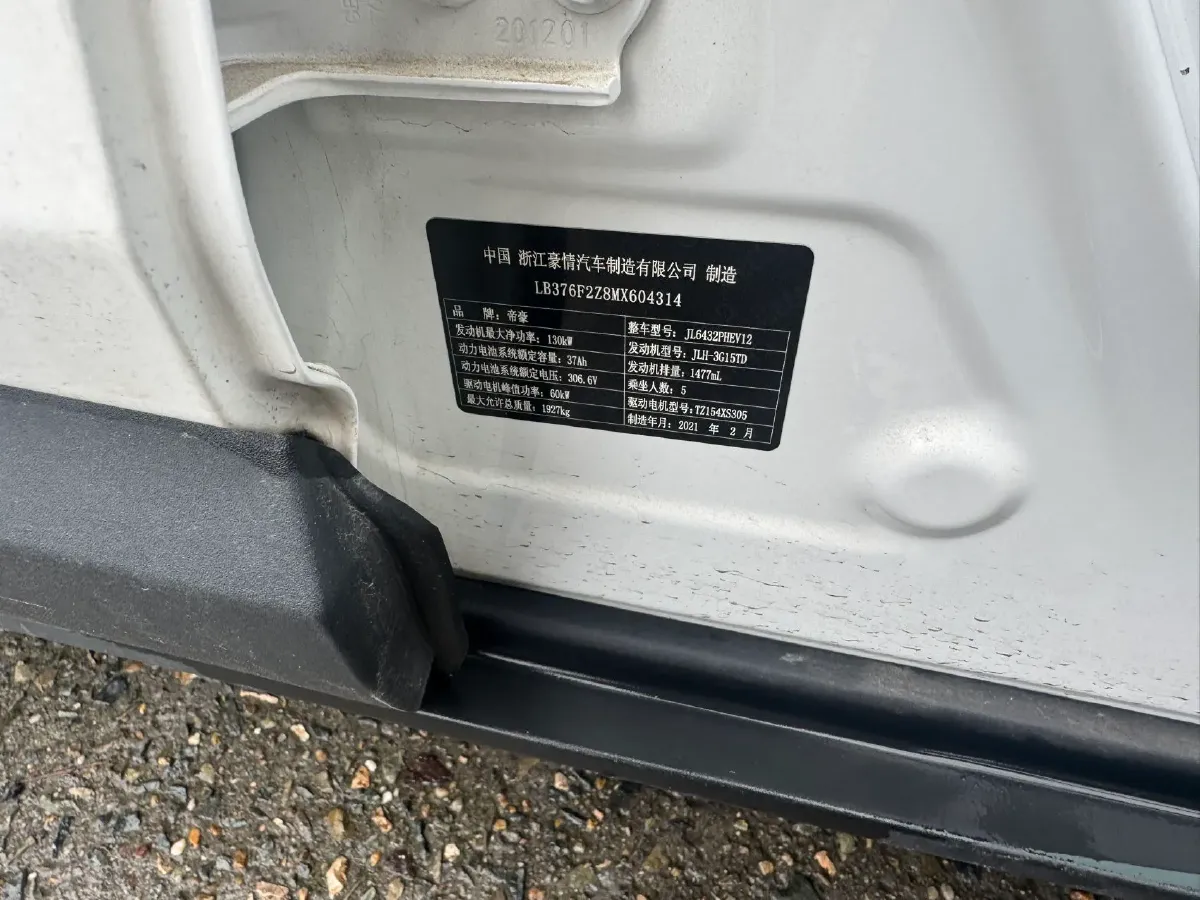 201201
中国 浙江豪情汽车制造有限公司 制造
LB376F2Z8MX604314
品 牌：帝豪
整车型号：JL6432PHEV12
发动机最大净功率：130kW
发动机型号：JLH-3G15TD
动力电池系统额定容量：37Ah
发动机排量：1477mL
动力电池系统额定电压：306.6V
乘坐人数：5
驱动电机峰值功率：60kW
驱动电机型号：TZ154XS305
最大允许总质量：1927kg
制造年月：2021 年 2 月